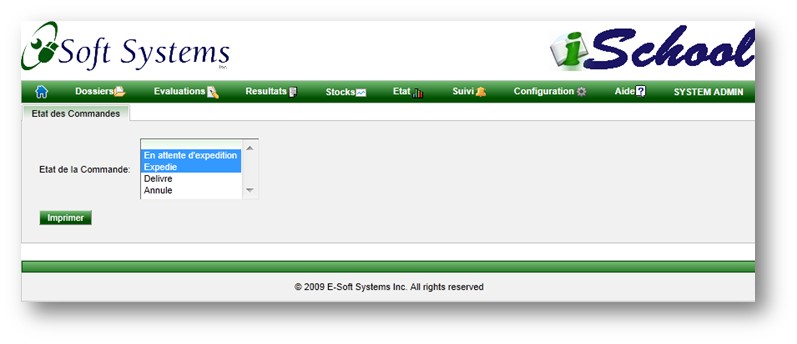 Soft Systems Inc.
iSchool
Dossiers Evaluations Resultats Stocks Etat Suivi Configuration Aide SYSTEM ADMIN
Etat des Commandes
En attente d'expedition
Etat de la Commande: Expedie
Delivre
Annule
Imprimer
© 2009 E-Soft Systems Inc. All rights reserved